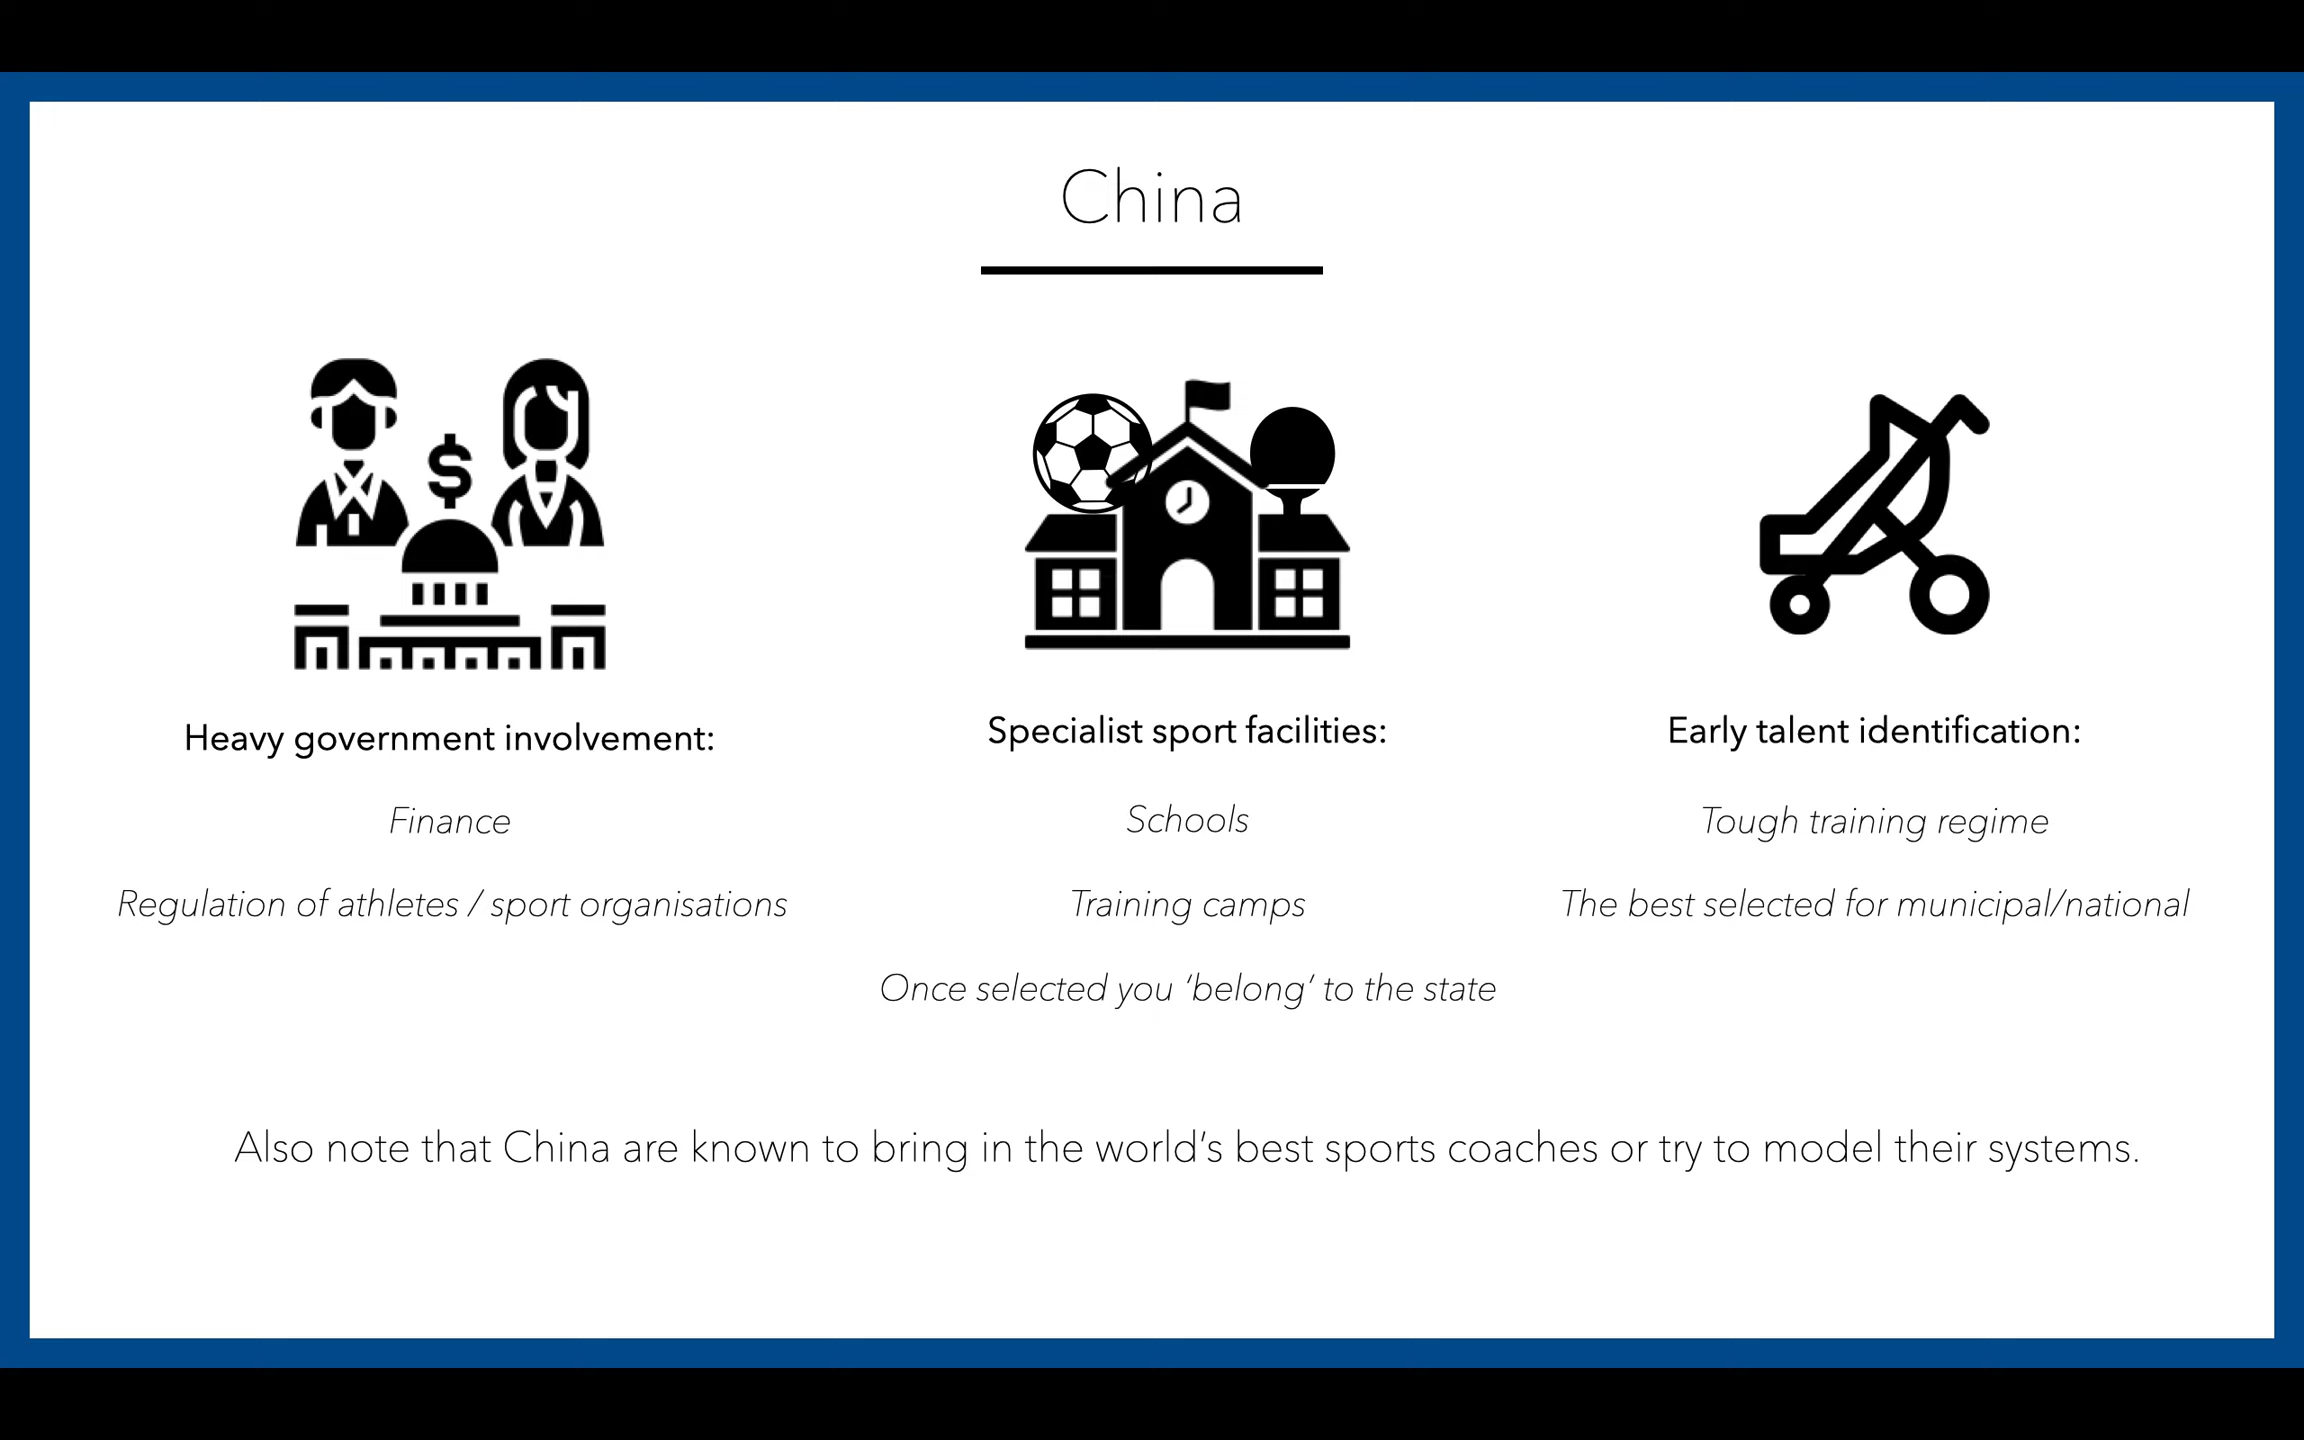 China
Heavy government involvement:
Finance
Regulation of athletes / sport organisations
Specialist sport facilities:
Schools
Training camps
Once selected you ‘belong’ to the state
Early talent identification:
Tough training regime
The best selected for municipal/national
Also note that China are known to bring in the world’s best sports coaches or try to model their systems.